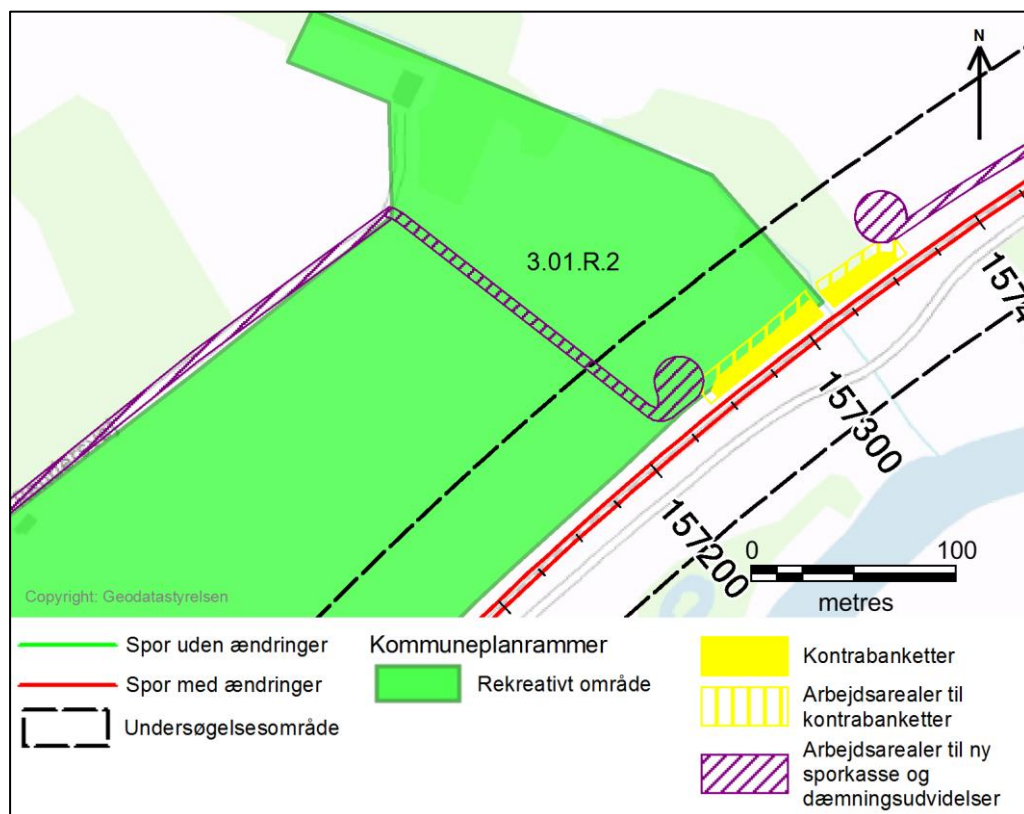 N
3.01.R.2
1574
157300
157200
0 100
metres
Copyright: Geodatastyrelsen
Spor uden ændringer
Spor med ændringer
Undersøgelsesområde
Kommuneplanrammer
Rekreativt område
Kontrabanketter
Arbejdsarealer til
kontrabanketter
Arbejdsarealer til ny
sporkasse og
dæmningsudvidelser